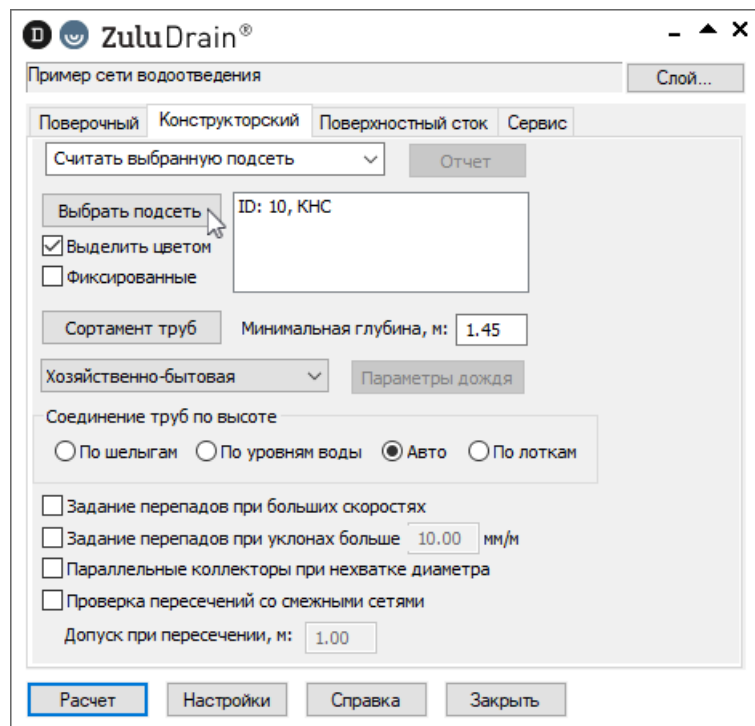 D ZuluDrain®
Пример сети водоотведения Слой...
Поверочный Конструкторский Поверхностный сток Сервис
Считать выбранную подсеть Отчет
Выбрать подсеть ID: 10, КНС
Выделить цветом
Фиксированные
Сортамент труб Минимальная глубина, м: 1.45
Хозяйственно-бытовая Параметры дождя
Соединение труб по высоте
По шелыгам По уровням воды Авто По лоткам
Задание перепадов при больших скоростях
Задание перепадов при уклонах больше 10.00 мм/м
Параллельные коллекторы при нехватке диаметра
Проверка пересечений со смежными сетями
Допуск при пересечении, м: 1.00
Расчет Настройки Справка Закрыть